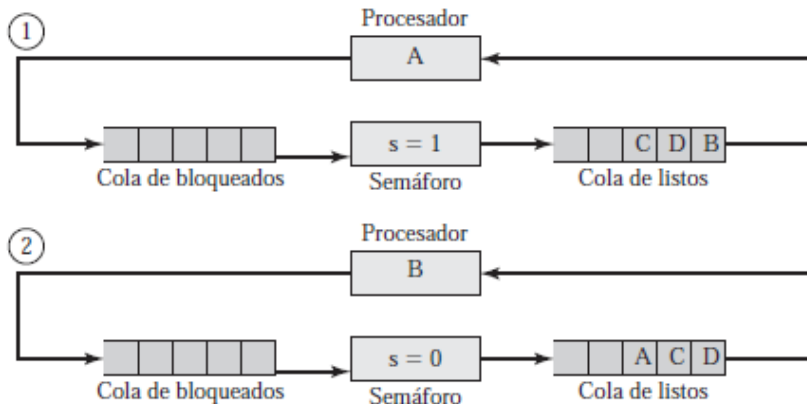 1
Procesador
A
s = 1
C D B
Cola de bloqueados
Semáforo
Cola de listos
2
Procesador
B
s = 0
A C D
Cola de bloqueados
Semáforo
Cola de listos